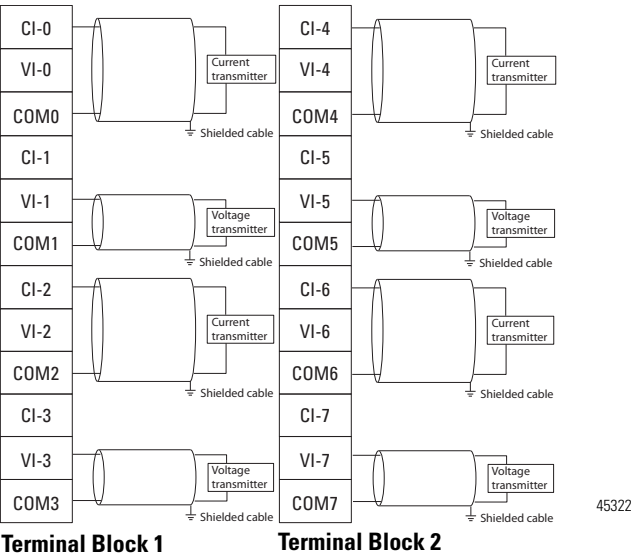 CI-0
VI-0
COM0
Current
transmitter
Shielded cable
CI-1
VI-1
COM1
Voltage
transmitter
Shielded cable
CI-2
VI-2
COM2
Current
transmitter
Shielded cable
CI-3
VI-3
COM3
Voltage
transmitter
Shielded cable
Terminal Block 1
CI-4
VI-4
COM4
Current
transmitter
Shielded cable
CI-5
VI-5
COM5
Voltage
transmitter
Shielded cable
CI-6
VI-6
COM6
Current
transmitter
Shielded cable
CI-7
VI-7
COM7
Voltage
transmitter
Shielded cable
Terminal Block 2
45322